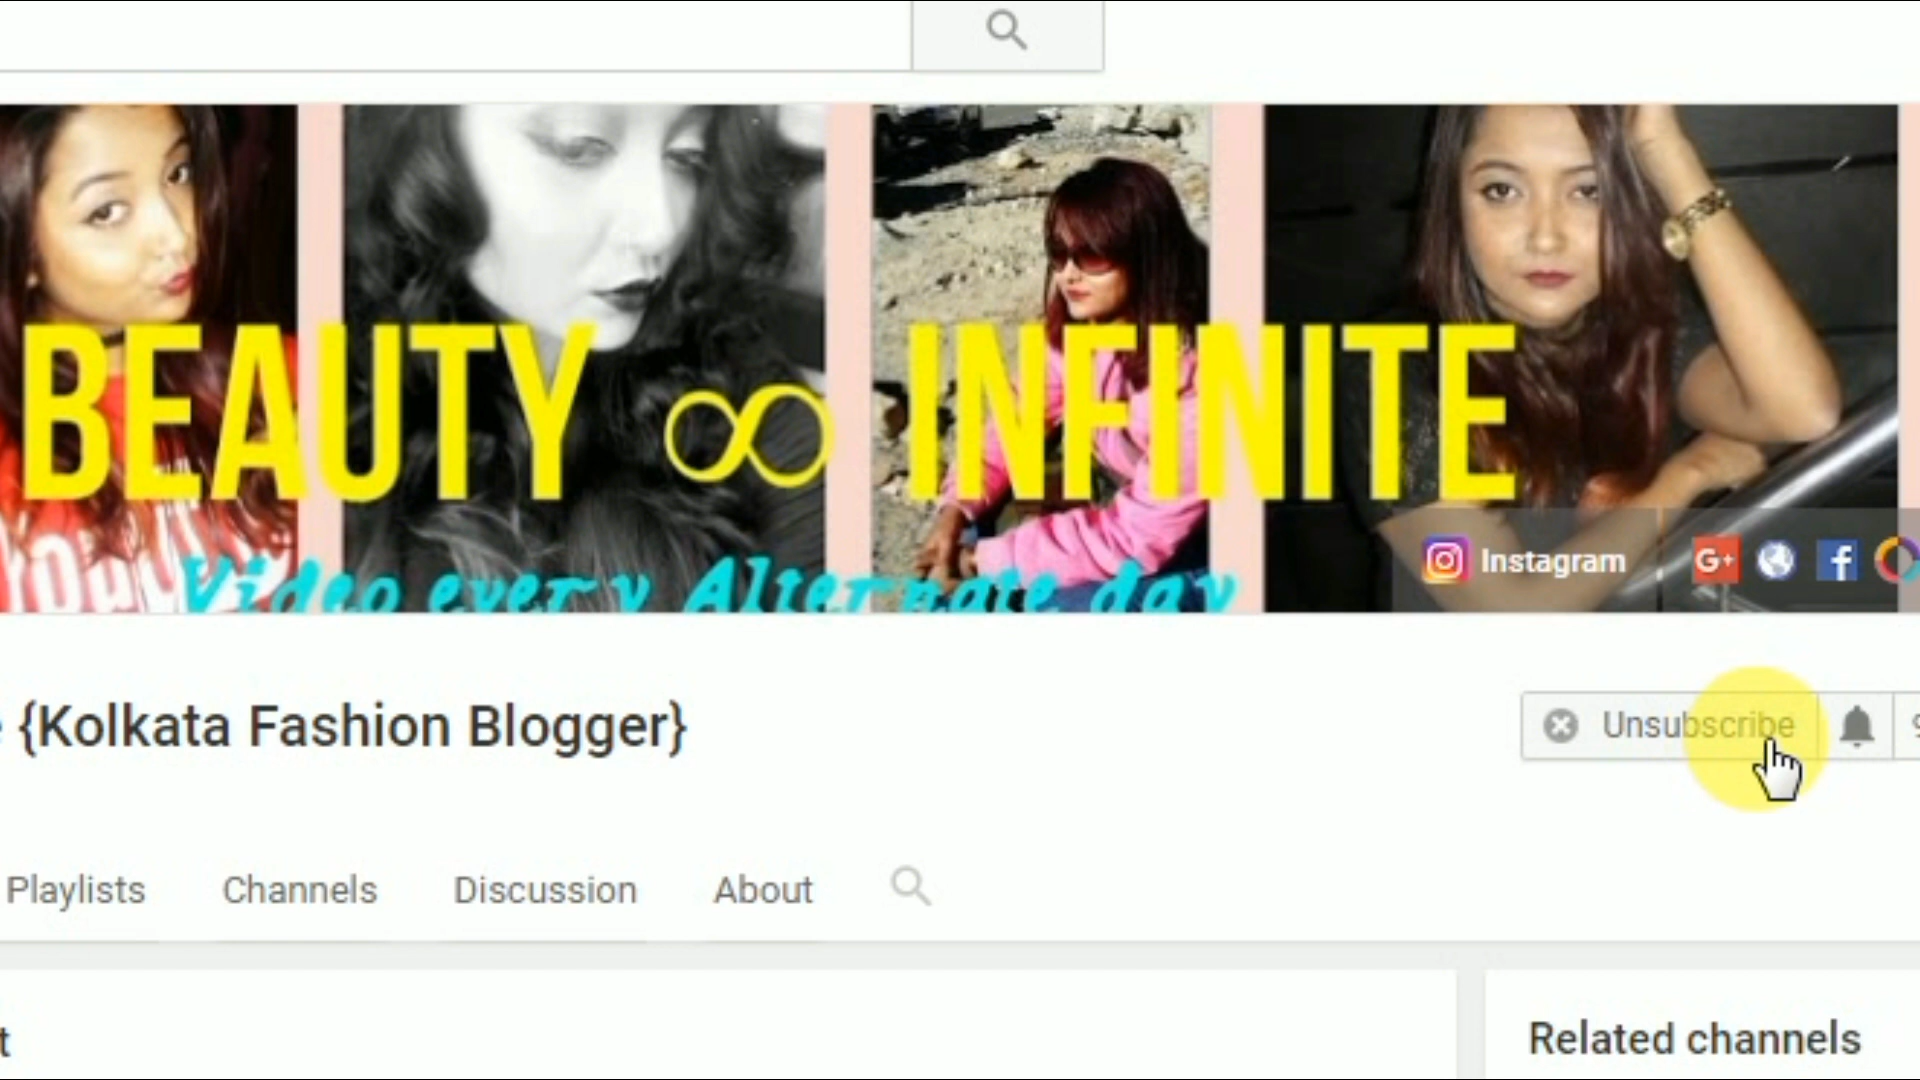 BEAUTY ∞ INFINITE
Video every Alternate day
Instagram
G+
f
{Kolkata Fashion Blogger}
Unsubscribe
Playlists Channels Discussion About
Related channels